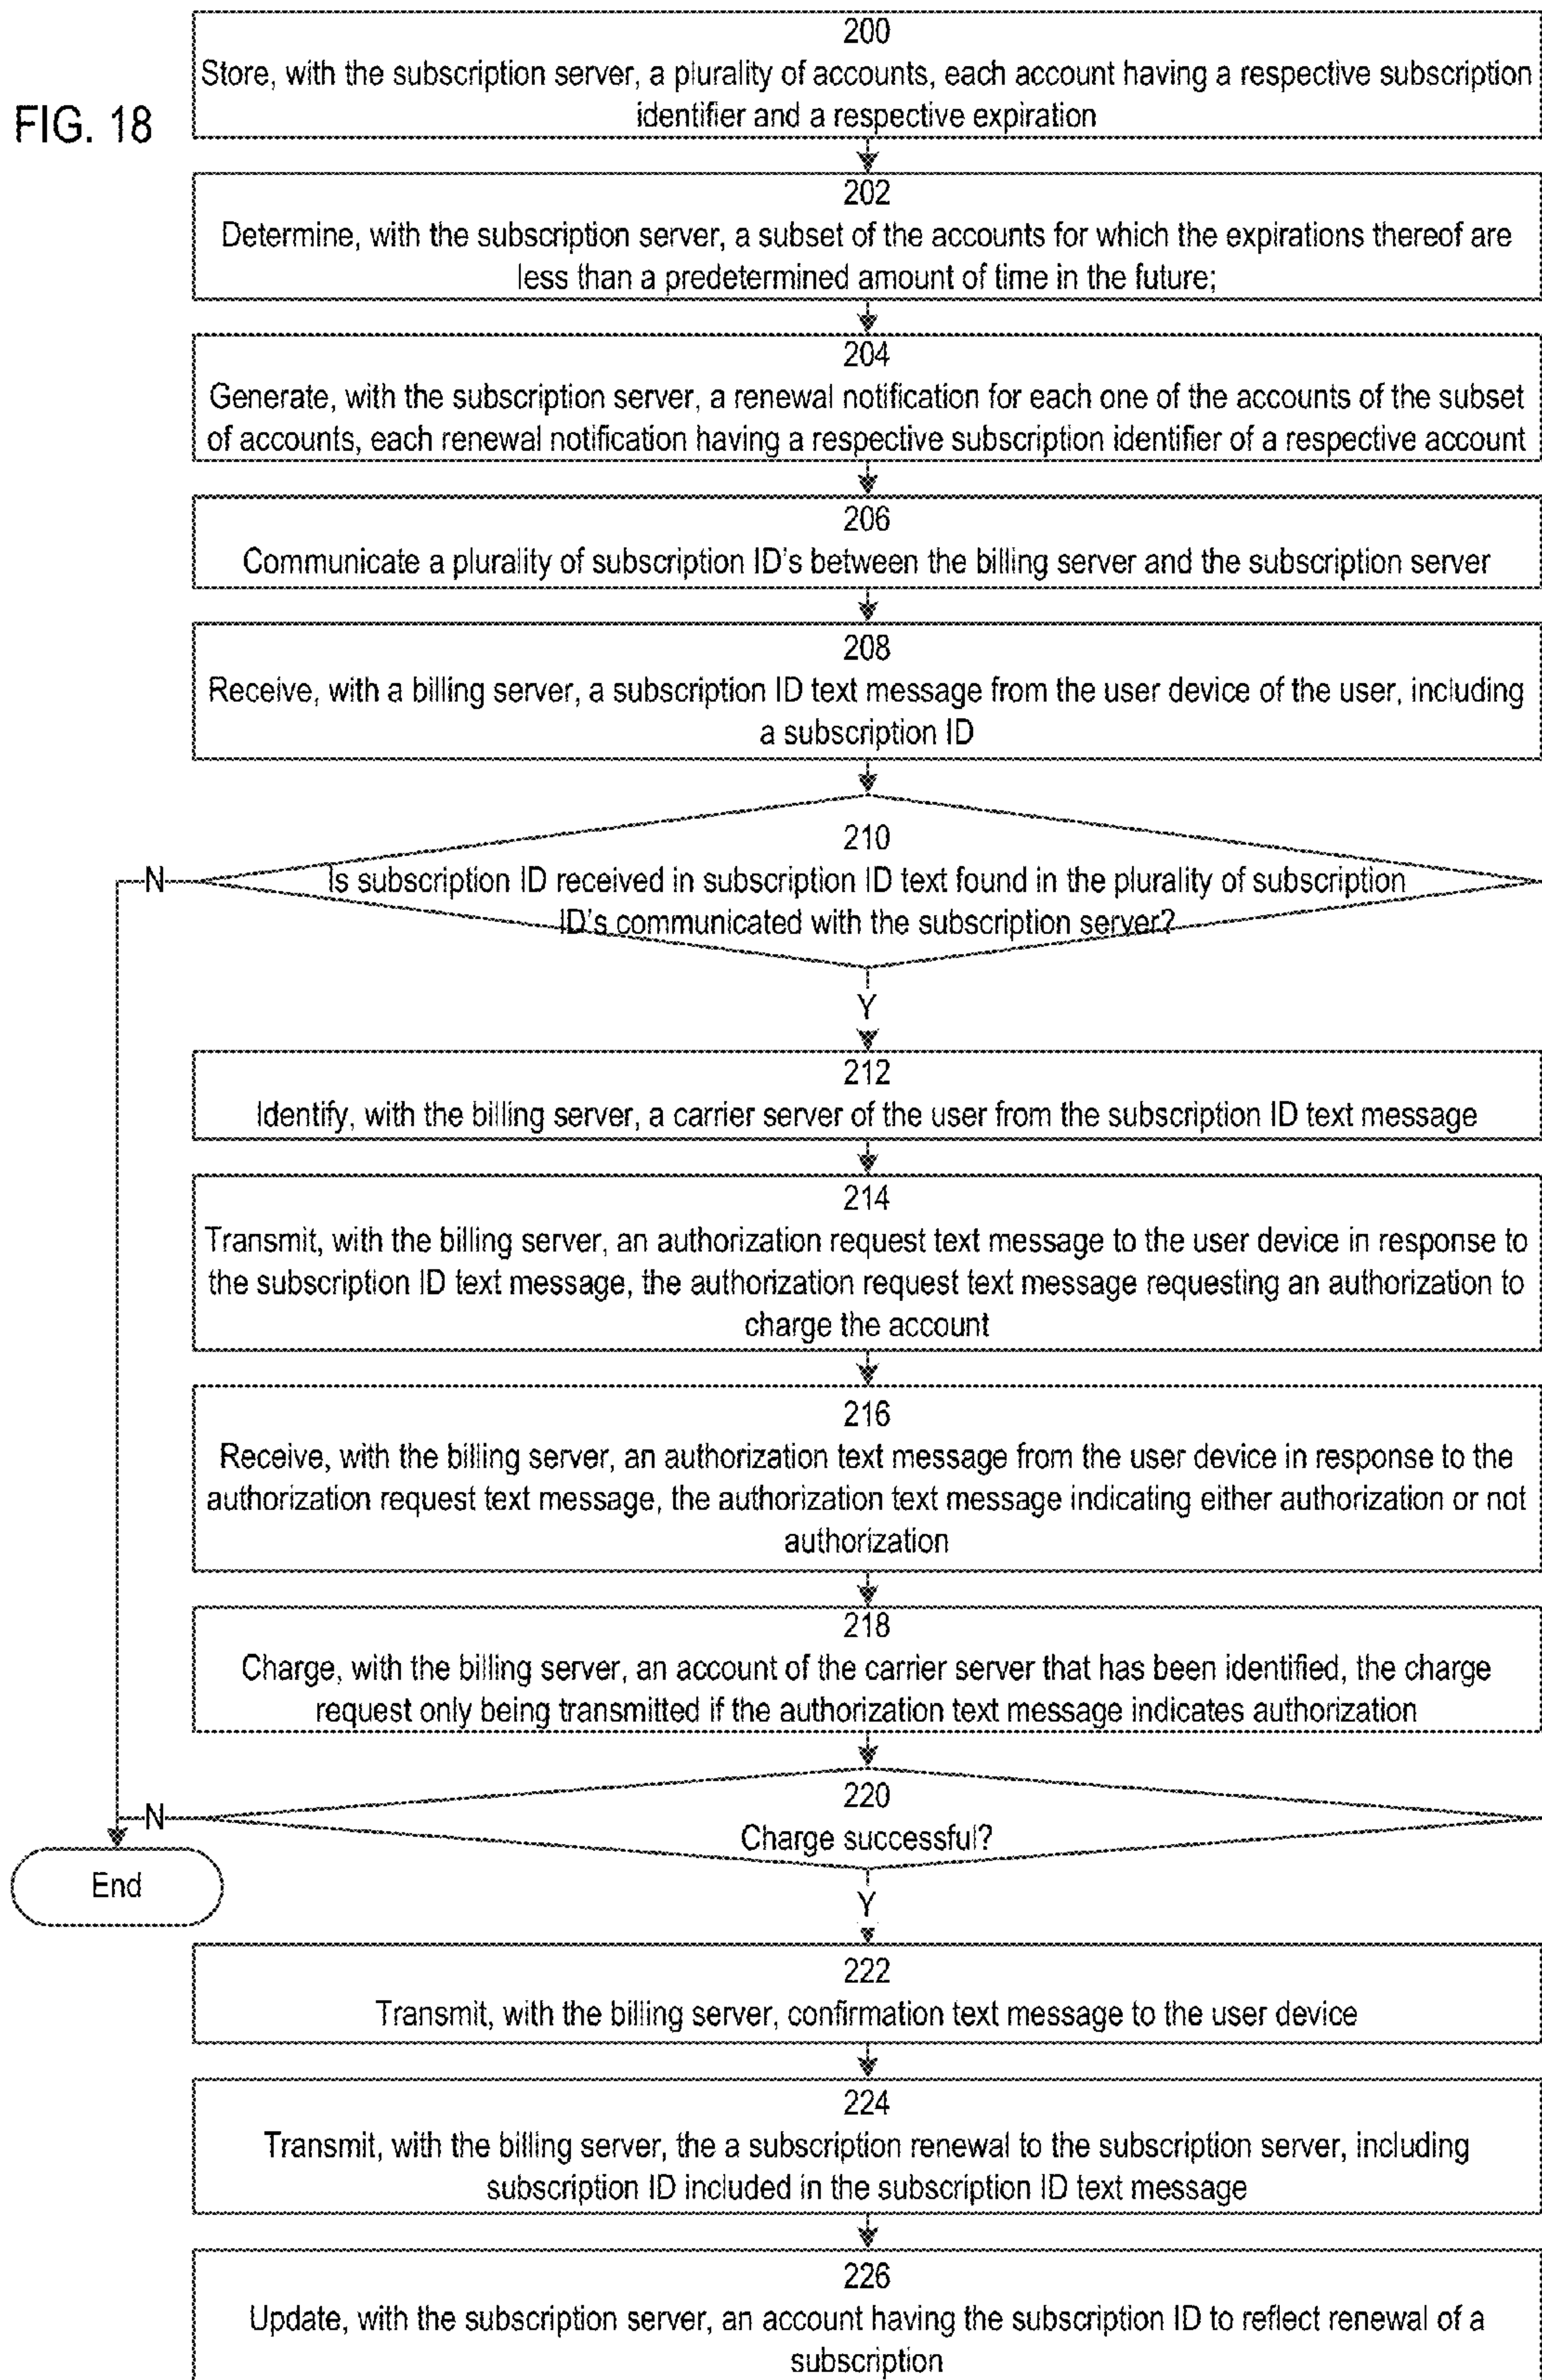 FIG. 18
200
Store, with the subscription server, a plurality of accounts, each account having a respective subscription
identifier and a respective expiration
202
Determine, with the subscription server, a subset of the accounts for which the expirations thereof are
less than a predetermined amount of time in the future;
204
Generate, with the subscription server, a renewal notification for each one of the accounts of the subset
of accounts, each renewal notification having a respective subscription identifier of a respective account
206
Communicate a plurality of subscription ID's between the billing server and the subscription server
208
Receive, with a billing server, a subscription ID text message from the user device of the user, including
a subscription ID
210
N
Is subscription ID received in subscription ID text found in the plurality of subscription
ID's communicated with the subscription server?
Y
212
Identify, with the billing server, a carrier server of the user from the subscription ID text message
214
Transmit, with the billing server, an authorization request text message to the user device in response to
the subscription ID text message, the authorization request text message requesting an authorization to
charge the account
216
Receive, with the billing server, an authorization text message from the user device in response to the
authorization request text message, the authorization text message indicating either authorization or not
authorization
218
Charge, with the billing server, an account of the carrier server that has been identified, the charge
request only being transmitted if the authorization text message indicates authorization
220
N
Charge successful?
End
Y
222
Transmit, with the billing server, confirmation text message to the user device
224
Transmit, with the billing server, the a subscription renewal to the subscription server, including
subscription ID included in the subscription ID text message
226
Update, with the subscription server, an account having the subscription ID to reflect renewal of a
subscription